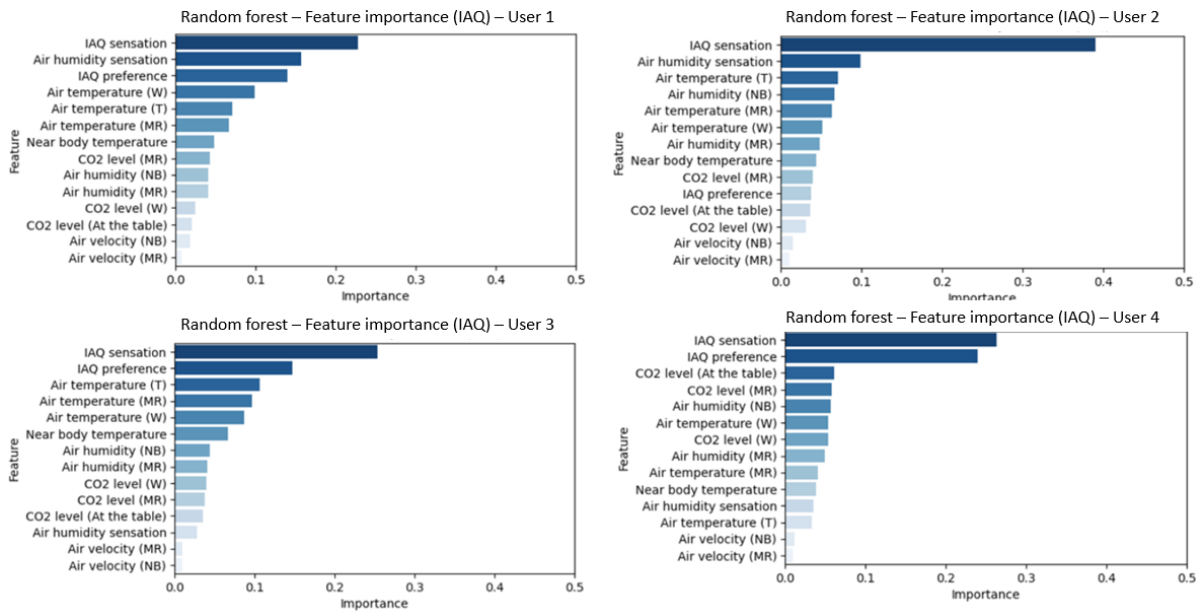 Random forest – Feature importance (IAQ) – User 1
Feature
IAQ sensation
Air humidity sensation
IAQ preference
Air temperature (W)
Air temperature (T)
Air temperature (MR)
Near body temperature
CO2 level (MR)
Air humidity (NB)
Air humidity (MR)
CO2 level (W)
CO2 level (At the table)
Air velocity (NB)
Air velocity (MR)
0.0 0.1 0.2 0.3 0.4 0.5
Importance
Random forest – Feature importance (IAQ) – User 2
Feature
IAQ sensation
Air humidity sensation
Air temperature (T)
Air humidity (NB)
Air temperature (MR)
Air temperature (W)
Air humidity (MR)
Near body temperature
CO2 level (MR)
IAQ preference
CO2 level (At the table)
CO2 level (W)
Air velocity (NB)
Air velocity (MR)
0.0 0.1 0.2 0.3 0.4 0.5
Importance
Random forest – Feature importance (IAQ) – User 3
Feature
IAQ sensation
IAQ preference
Air temperature (T)
Air temperature (MR)
Air temperature (W)
Near body temperature
Air humidity (NB)
Air humidity (MR)
CO2 level (W)
CO2 level (MR)
CO2 level (At the table)
Air humidity sensation
Air velocity (MR)
Air velocity (NB)
0.0 0.1 0.2 0.3 0.4 0.5
Importance
Random forest – Feature importance (IAQ) – User 4
Feature
IAQ sensation
IAQ preference
CO2 level (At the table)
CO2 level (MR)
Air humidity (NB)
Air temperature (W)
CO2 level (W)
Air humidity (MR)
Air temperature (MR)
Near body temperature
Air humidity sensation
Air temperature (T)
Air velocity (NB)
Air velocity (MR)
0.0 0.1 0.2 0.3 0.4 0.5
Importance